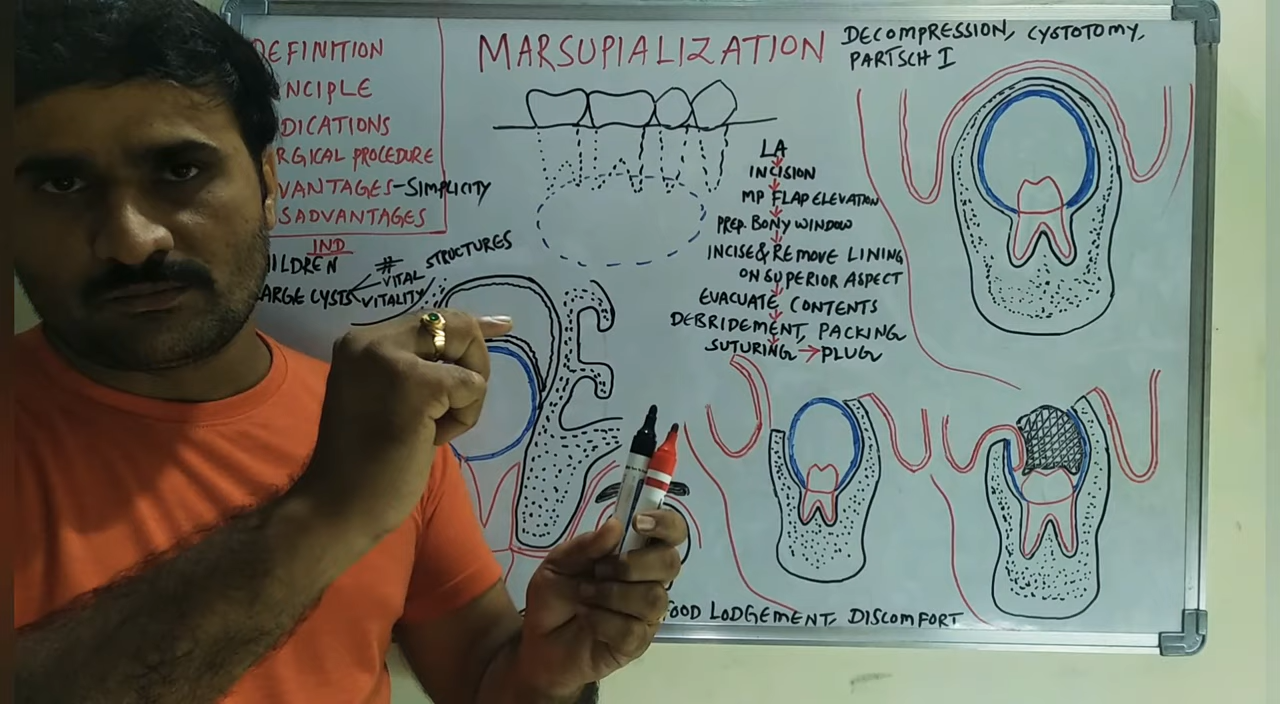 EFINITION
NCIPLE
DICATIONS
RGICAL PROCEDURE
VANTAGES-SIMPLICITY
SADVANTAGES
MARSUPIALIZATION
DECOMPRESSION, CYSTOTOMY,
PARTSCH I
IND
ILDREN
ARGE CYSTS
# VITAL STRUCTURES
VITALITY
LA
INCISION
MP FLAP ELEVATION
PREP. BONY WINDOW
INCISE & REMOVE LINING
ON SUPERIOR ASPECT
EVACUATE CONTENTS
DEBRIDEMENT, PACKING
SUTURING → PLUG
OOD LODGEMENT, DISCOMFORT